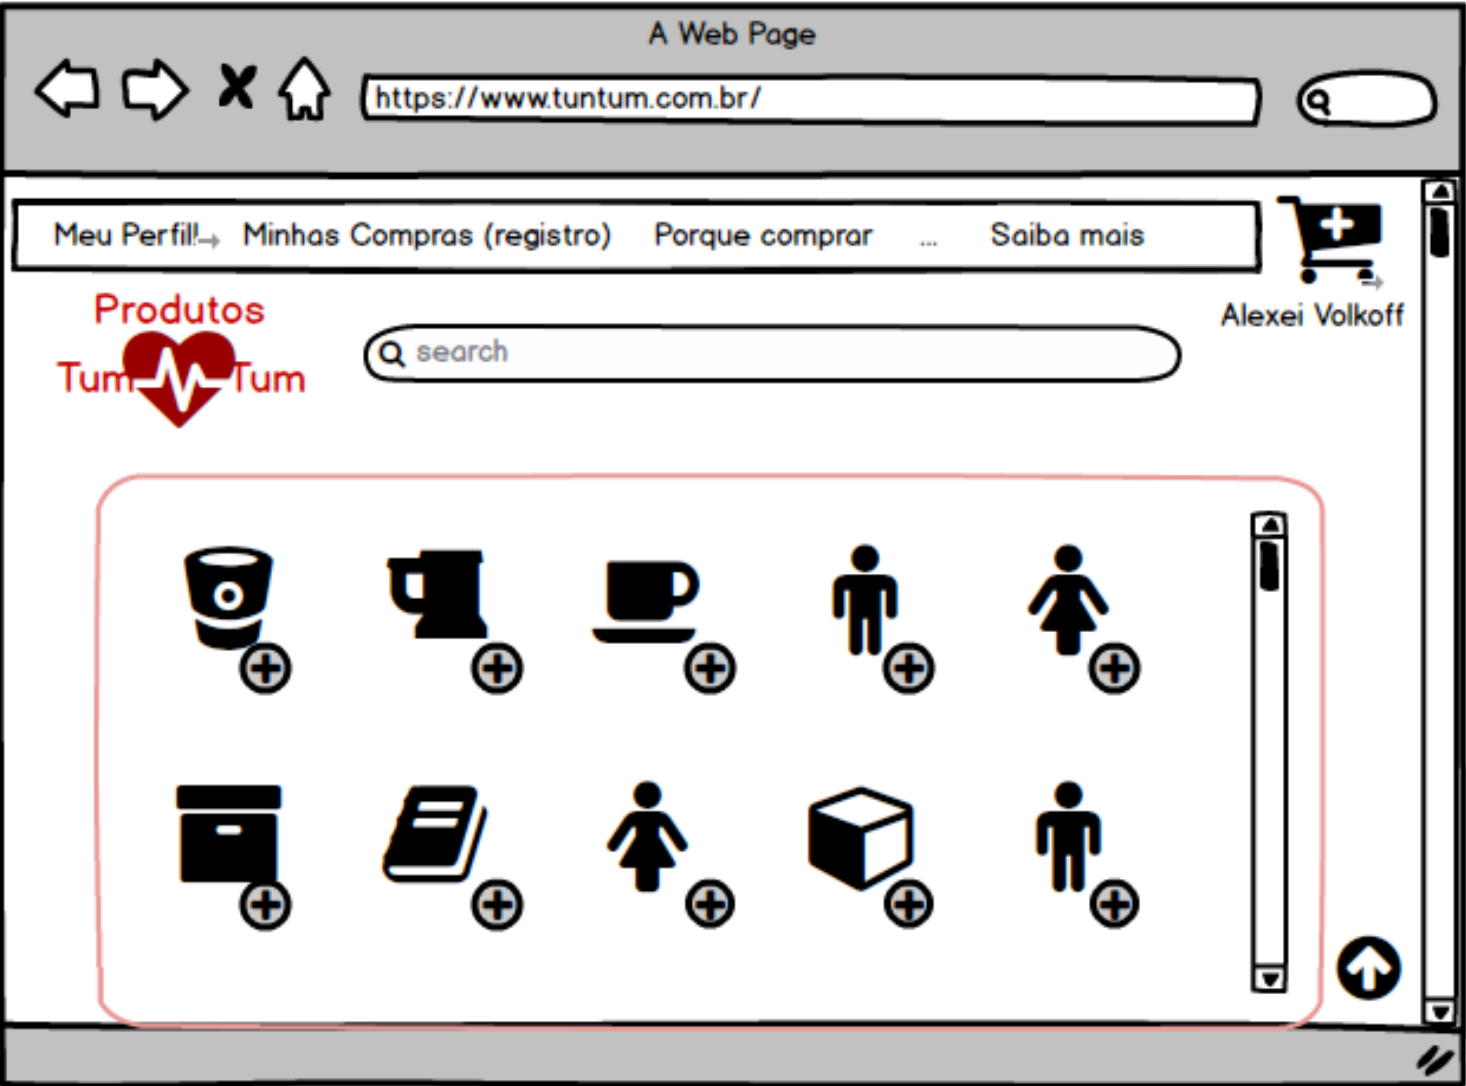 A Web Page
https://www.tuntum.com.br/
Meu Perfil! Minhas Compras (registro) Porque comprar ... Saiba mais
Alexei Volkoff
Produtos
Tum Tum
search